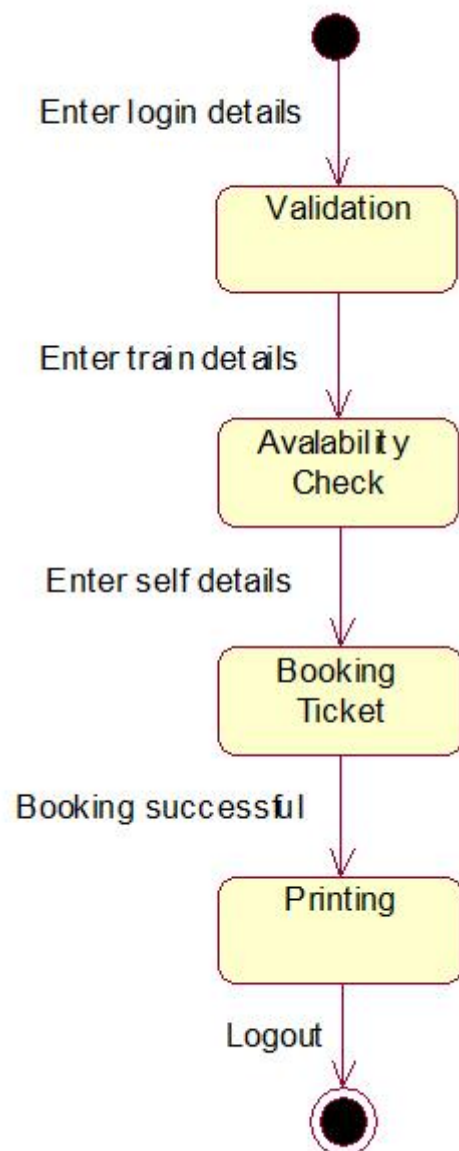 Enter login details
Validation
Enter train details
Avalability
Check
Enter self details
Booking
Ticket
Booking successful
Printing
Logout